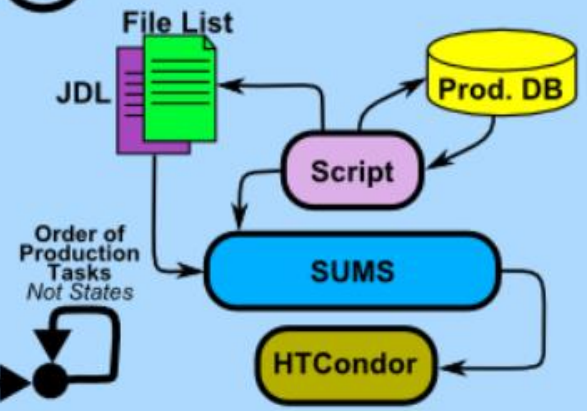 File List
JDL
Prod. DB
Script
Order of
Production
Tasks
Not States
SUMS
HTCondor